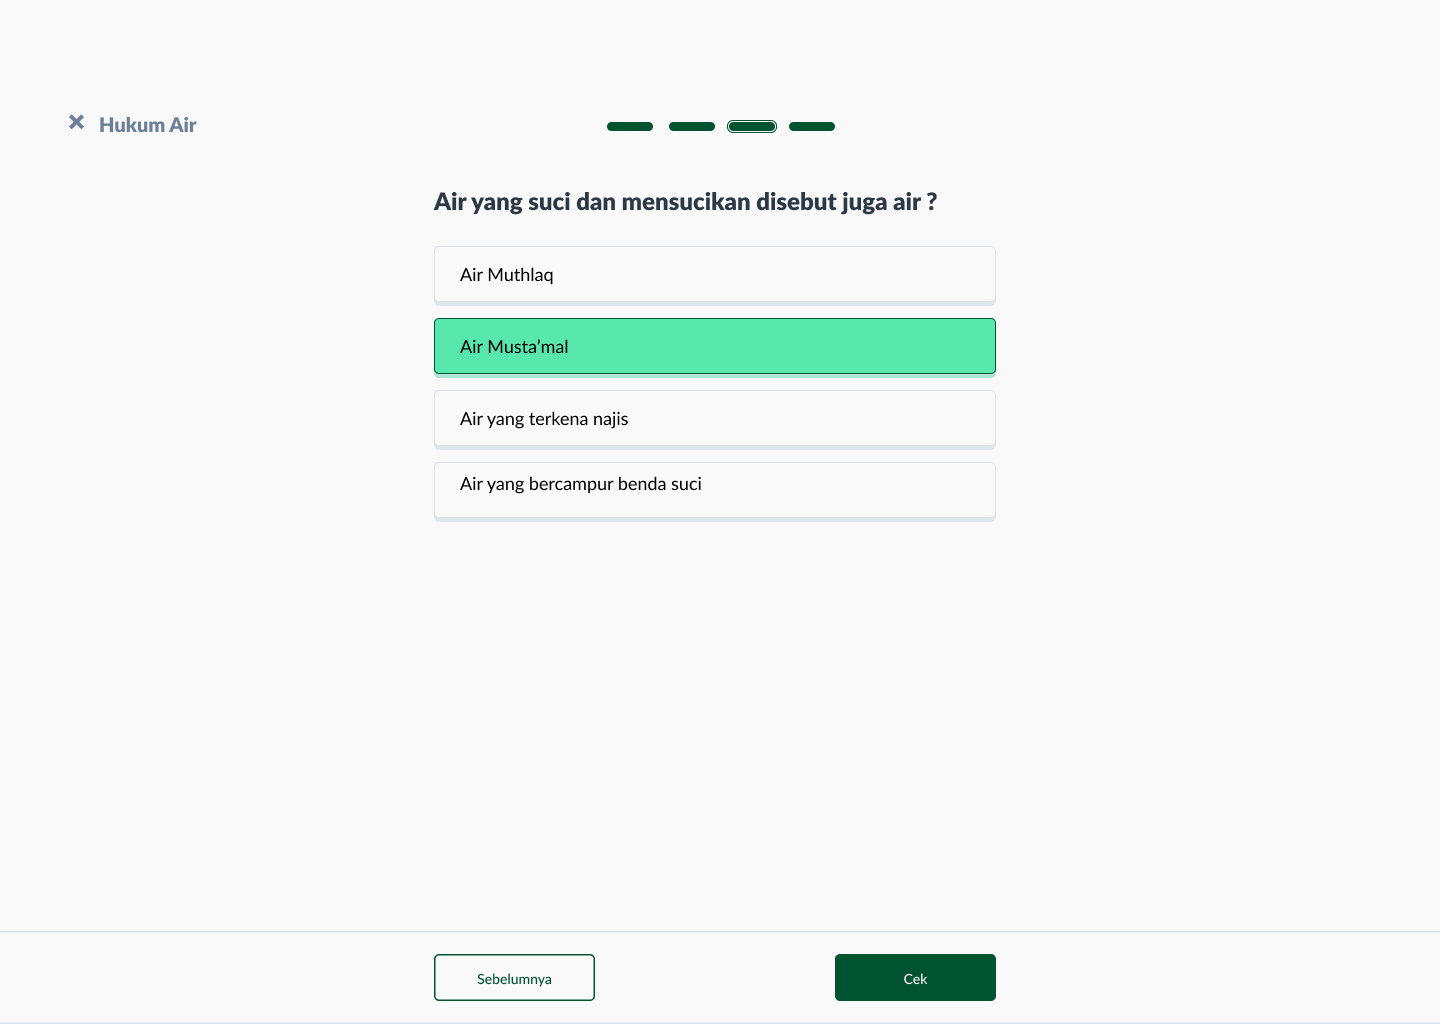 Hukum Air
Air yang suci dan mensucikan disebut juga air ?
Air Muthlaq
Air Musta’mal
Air yang terkena najis
Air yang bercampur benda suci
Sebelumnya
Cek